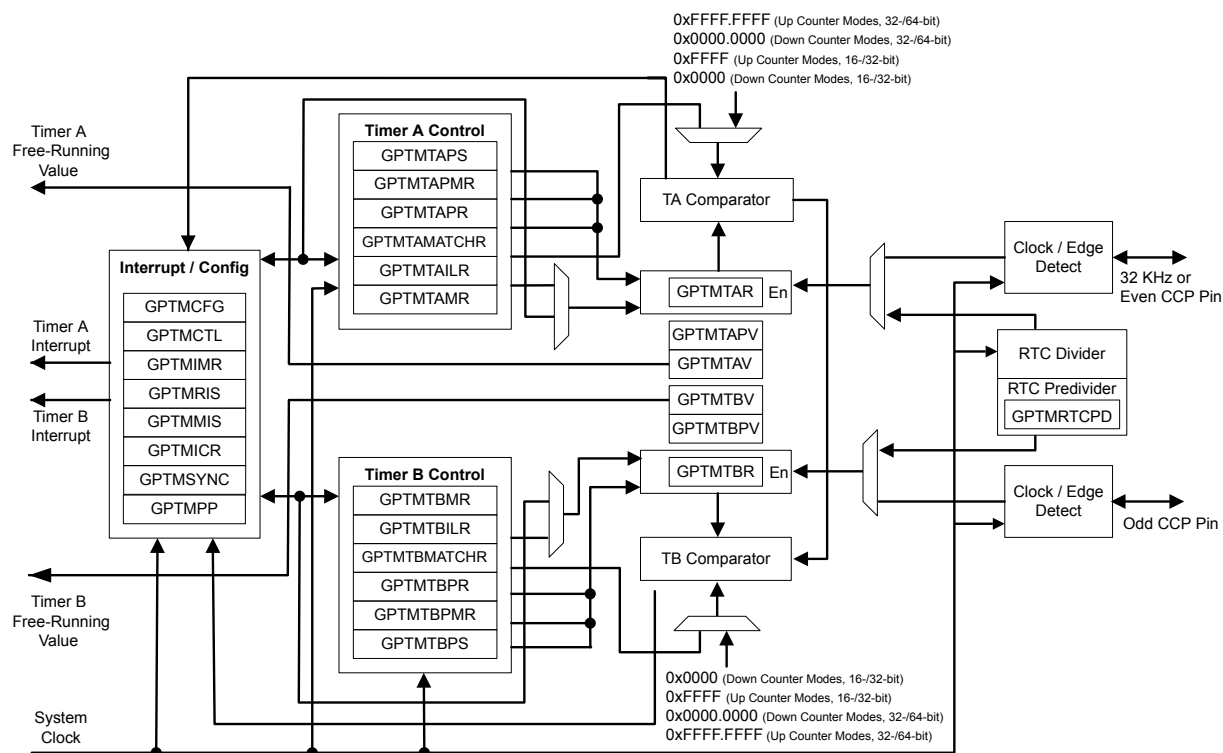 0xFFFF.FFFF (Up Counter Modes, 32-/64-bit)
0x0000.0000 (Down Counter Modes, 32-/64-bit)
0xFFFF (Up Counter Modes, 16-/32-bit)
0x0000 (Down Counter Modes, 16-/32-bit)
Timer A
Free-Running
Value
Timer A Control
GPTMTAPS
GPTMTAPMR
GPTMTAPR
GPTMTAMATCHR
GPTMTAILR
GPTMTAMR
TA Comparator
GPTMTAR
En
Clock / Edge
Detect
32 KHz or
Even CCP Pin
Interrupt / Config
GPTMCFG
GPTMCTL
GPTMIMR
GPTMRIS
GPTMMIS
GPTMICR
GPTMSYNC
GPTMPP
Timer A
Interrupt
Timer B
Interrupt
GPTMTAPV
GPTMTAV
GPTMTBV
GPTMTBPV
RTC Divider
RTC Predivider
GPTMRTCPD
Timer B Control
GPTMTBMR
GPTMTBILR
GPTMTBMATCHR
GPTMTBPR
GPTMTBPMR
GPTMTBPS
GPTMTBR
En
Clock / Edge
Detect
Odd CCP Pin
TB Comparator
Timer B
Free-Running
Value
0x0000 (Down Counter Modes, 16-/32-bit)
0xFFFF (Up Counter Modes, 16-/32-bit)
0x0000.0000 (Down Counter Modes, 32-/64-bit)
0xFFFF.FFFF (Up Counter Modes, 32-/64-bit)
System
Clock